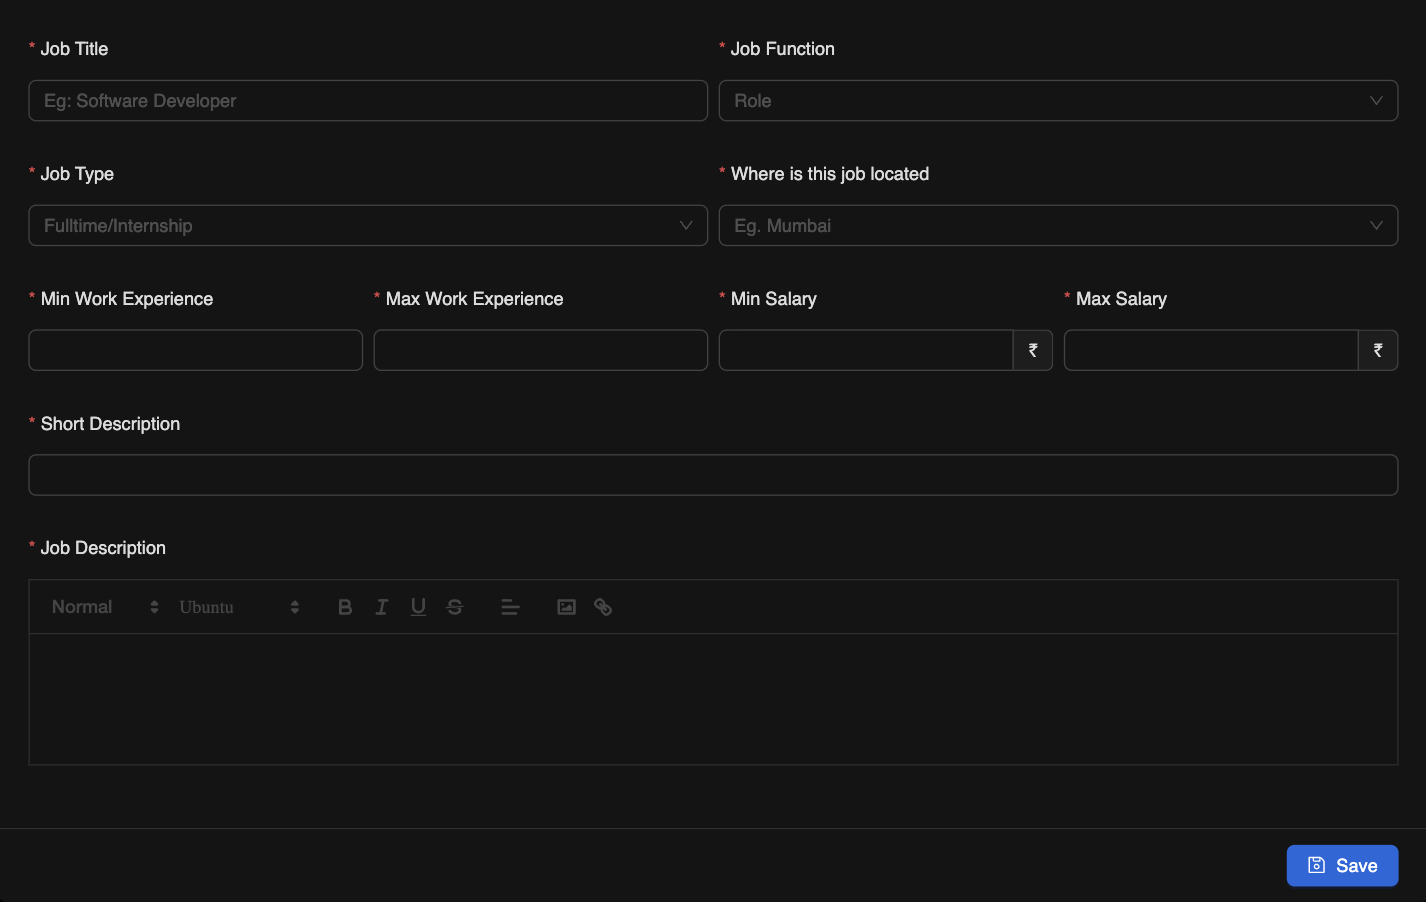 * Job Title
* Job Function
Eg: Software Developer
Role
* Job Type
* Where is this job located
Fulltime/Internship
Eg. Mumbai
* Min Work Experience
* Max Work Experience
* Min Salary
* Max Salary
₹
₹
* Short Description
* Job Description
Normal
Ubuntu
B I U S
Save